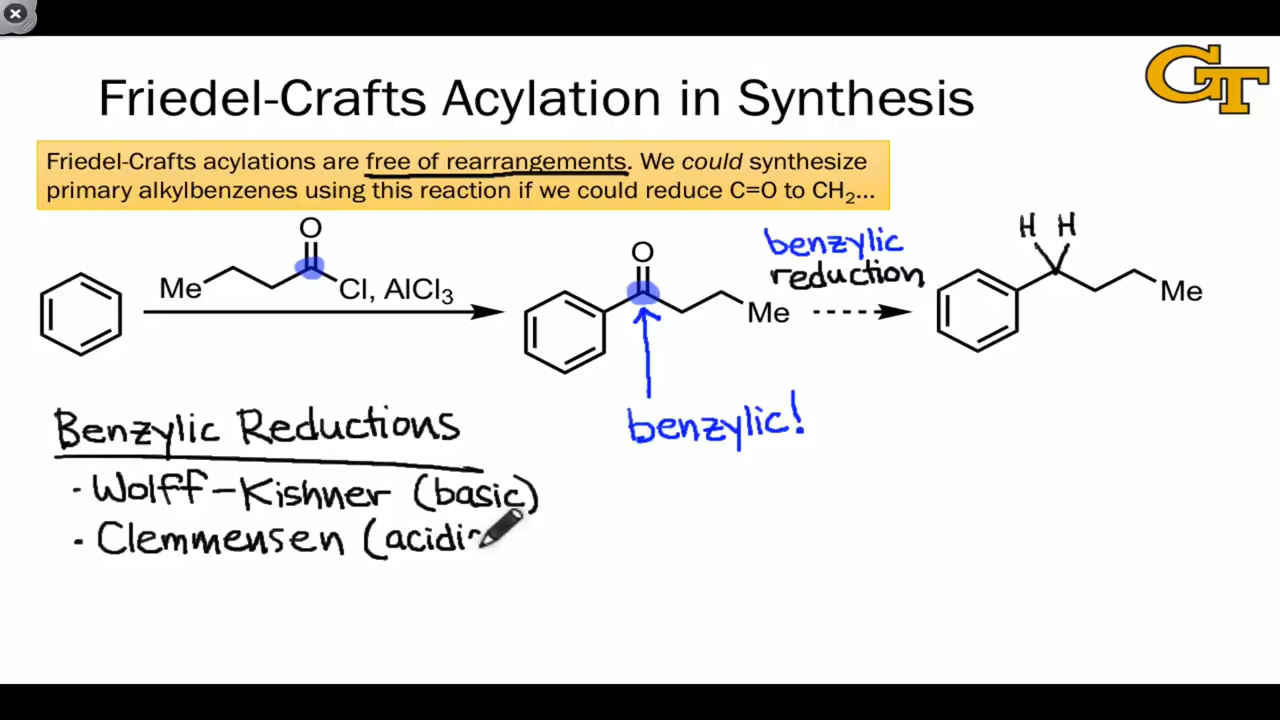 Friedel-Crafts Acylation in Synthesis
GT
Friedel-Crafts acylations are free of rearrangements. We could synthesize
primary alkylbenzenes using this reaction if we could reduce C=O to CH₂...
O
Me
Cl, AlCl₃
O
Me
benzylic
reduction
H H
Me
benzylic!
Benzylic Reductions
· Wolff-Kishner (basic)
· Clemmensen (acidi